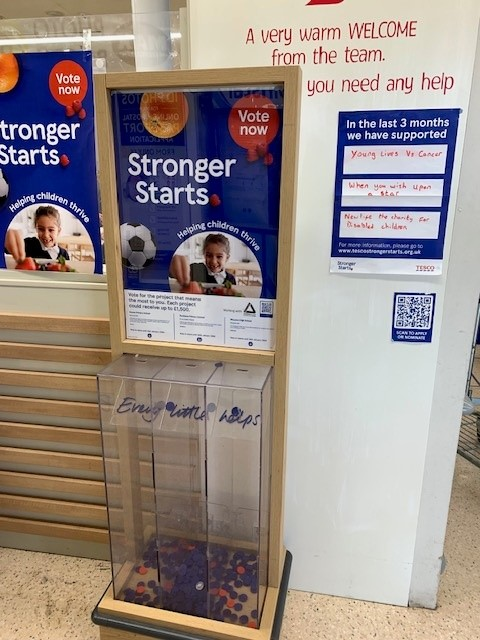 A very warm WELCOME
from the team.
you need any help
Vote
now
tronger
Starts
Helping children thrive
Vote
now
Stronger
Starts
Helping children thrive
Vote for the project that means
the most to you. Each project
could receive up to £1,500.
Working with
Every little helps
In the last 3 months
we have supported
Young Lives Vs Cancer
When you wish upon
a star
Newlife the charity for
Disabled children
For more information, please go to
www.tescostrongerstarts.org.uk
Stronger
Starts
TESCO
SCAN TO APPLY
OR NOMINATE